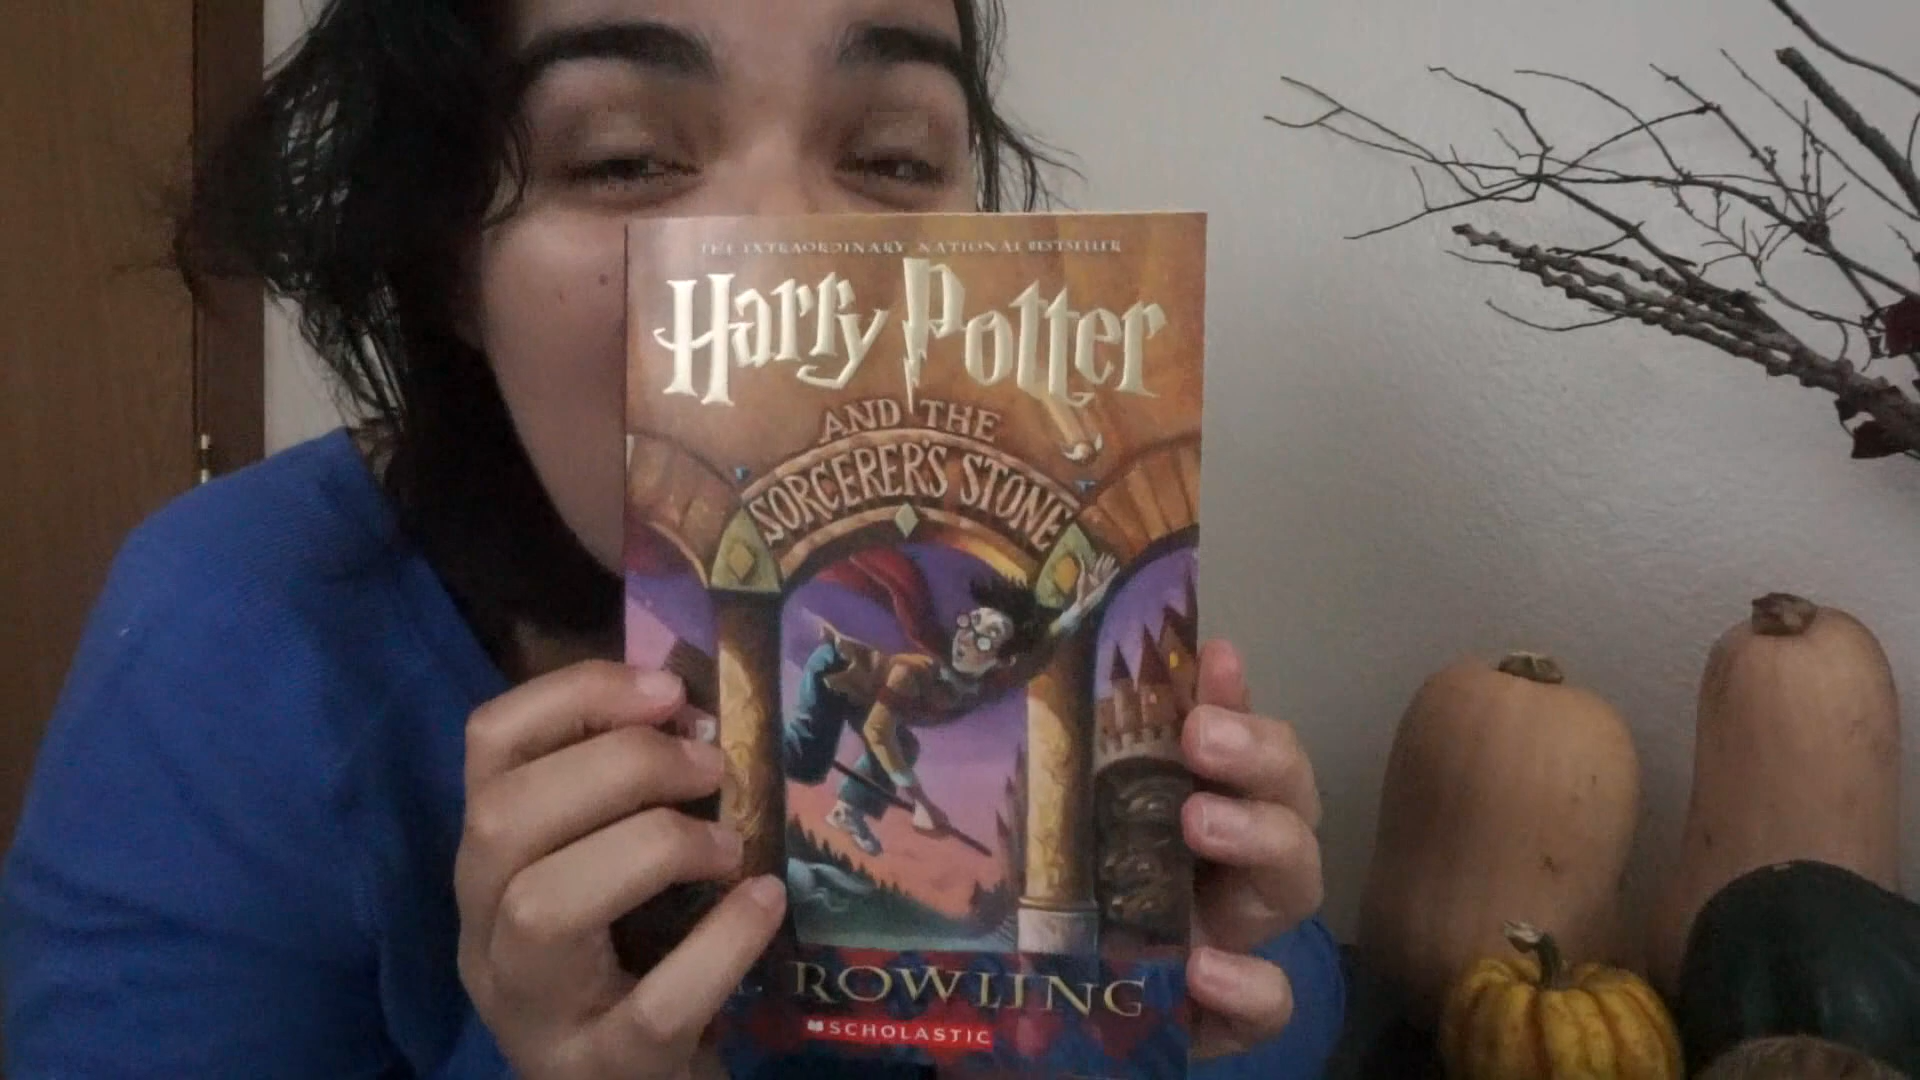 THE EXTRAORDINARY NATIONAL BESTSELLER
Harry Potter
AND THE
SORCERER'S STONE
ROWLING
SCHOLASTIC